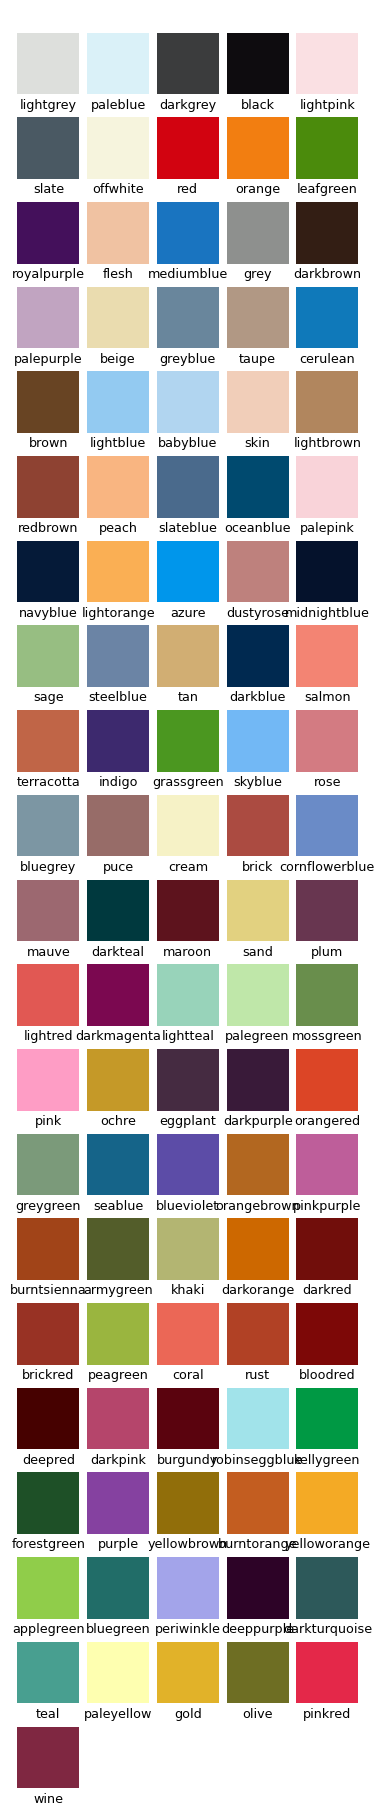 lightgrey paleblue darkgrey black lightpink
slate offwhite red orange leafgreen
royalpurple flesh mediumblue grey darkbrown
palepurple beige greyblue taupe cerulean
brown lightblue babyblue skin lightbrown
redbrown peach slateblue oceanblue palepink
navyblue lightorange azure dustyrose midnightblue
sage steelblue tan darkblue salmon
terracotta indigo grassgreen skyblue rose
bluegrey puce cream brick cornflowerblue
mauve darkteal maroon sand plum
lightred darkmagenta lightteal palegreen mossgreen
pink ochre eggplant darkpurple orangered
greygreen seablue blueviolet orangebrown pinkpurple
burntsienna armygreen khaki darkorange darkred
brickred peagreen coral rust bloodred
deepred darkpink burgundy robinseggblue kellygreen
forestgreen purple yellowbrown burntorange yelloworange
applegreen bluegreen periwinkle deeppurple darkturquoise
teal paleyellow gold olive pinkred
wine